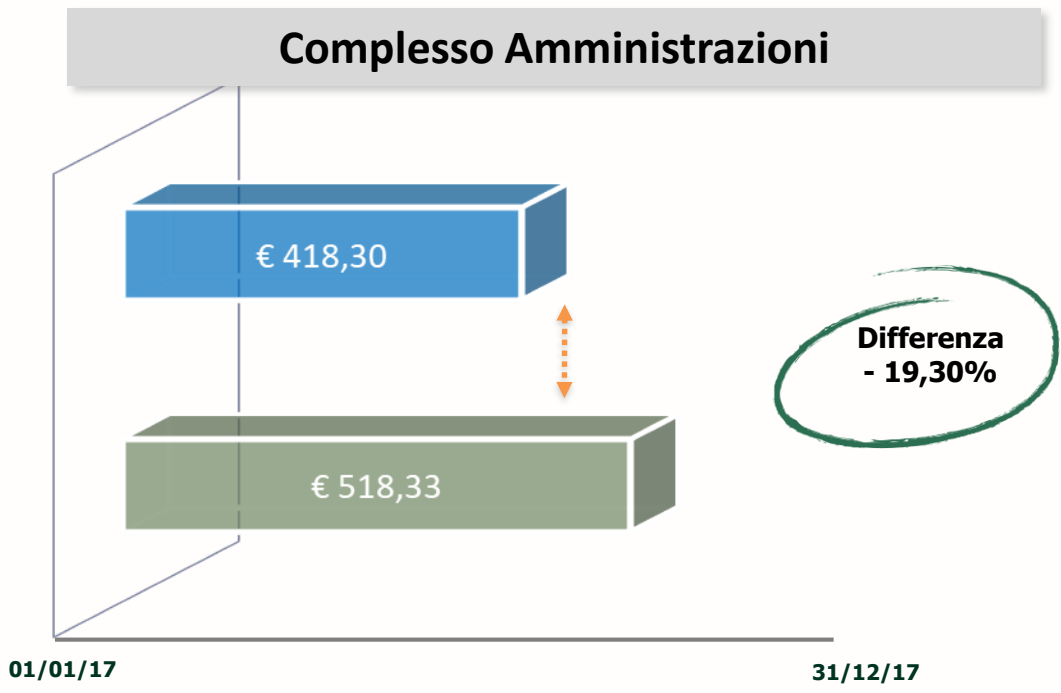 Complesso Amministrazioni
€ 418,30
Differenza
- 19,30%
€ 518,33
01/01/17
31/12/17